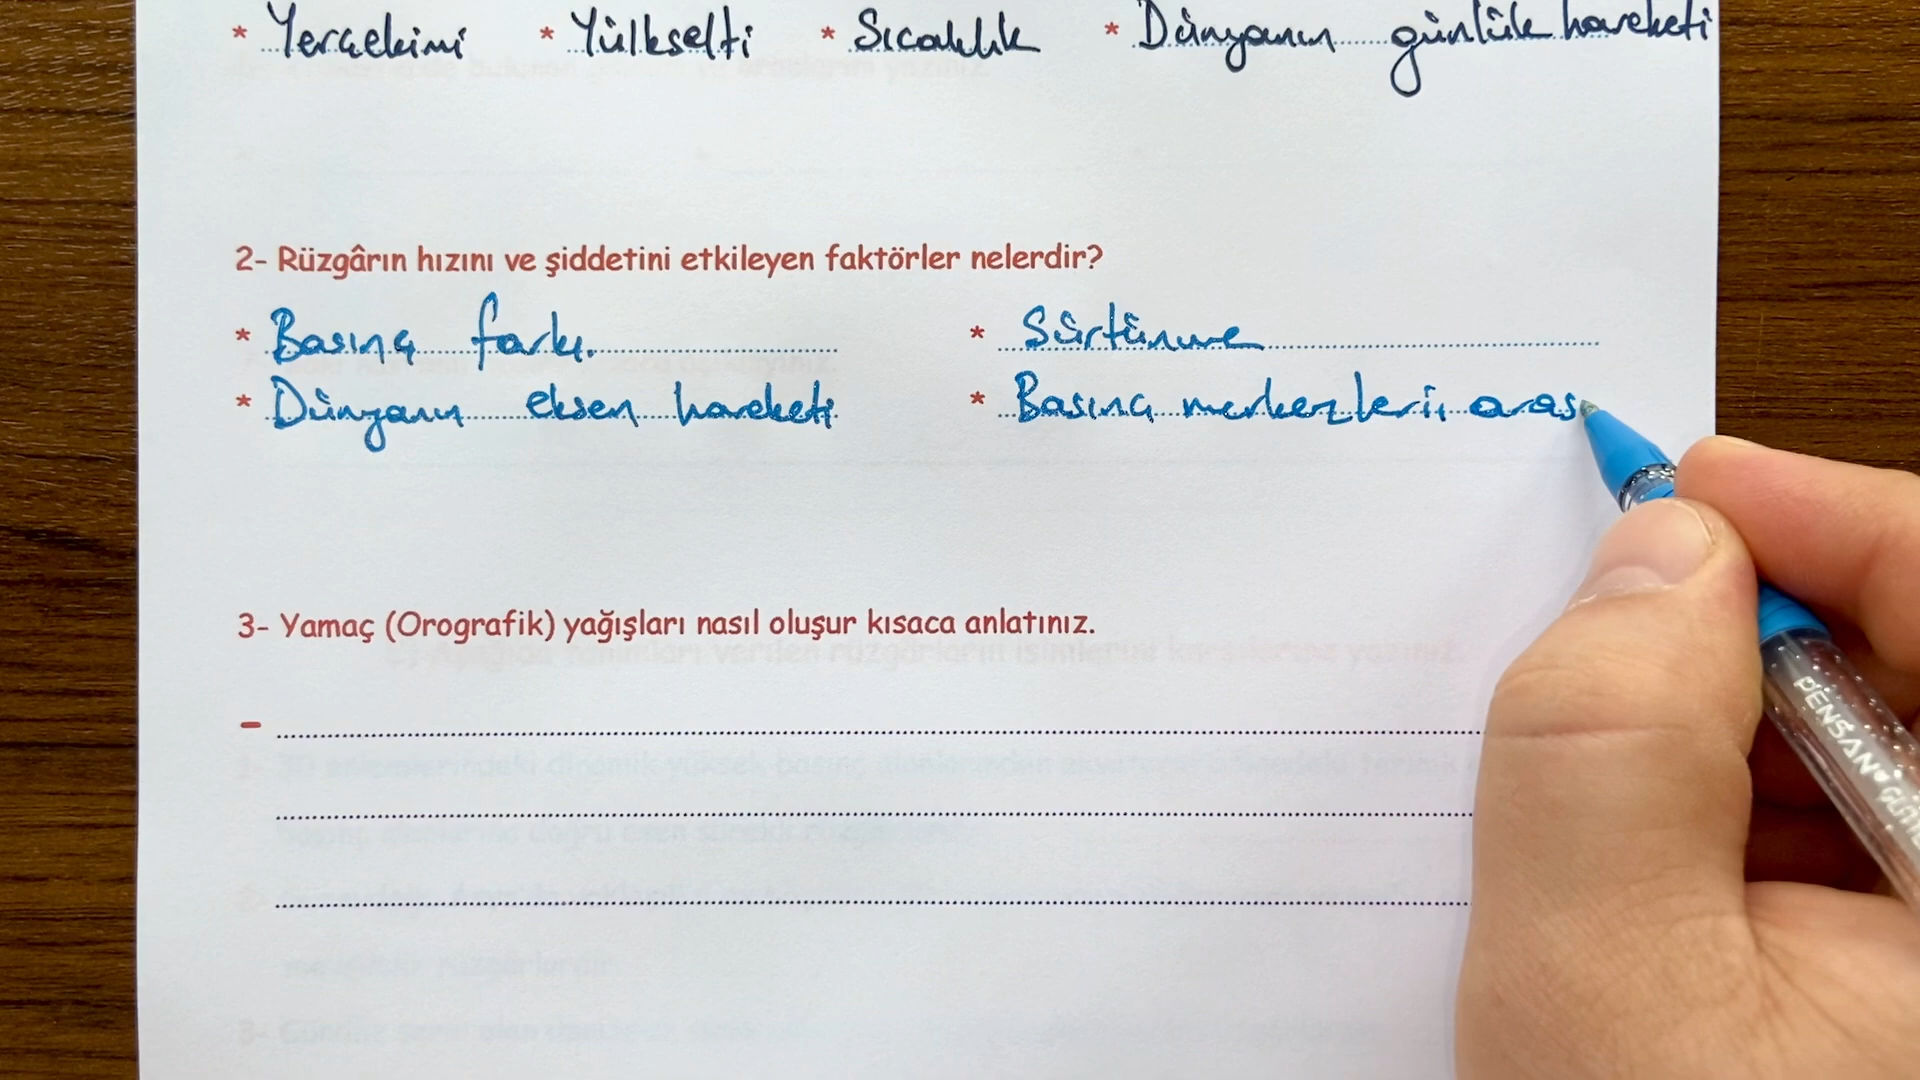 * Yerçekimi * Yülkselti * Sıcaklık * Dünyanın günlük hareketi
2- Rüzgârın hızını ve şiddetini etkileyen faktörler nelerdir?
* Basınç farkı. * Sürtünme
* Dünyanın eksen hareketi * Basınç merkezleri, aras
3- Yamaç (Orografik) yağışları nasıl oluşur kısaca anlatınız.
-
PENSAN